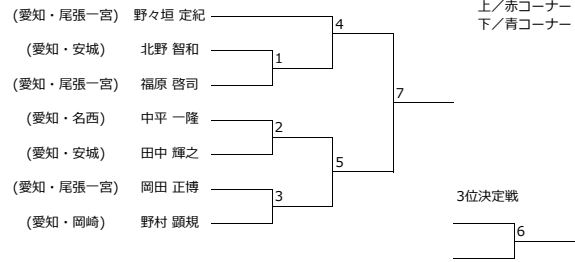 上／赤コーナー
下／青コーナー
(愛知・尾張一宮) 野々垣 定紀
(愛知・安城) 北野 智和
(愛知・尾張一宮) 福原 啓司
(愛知・名西) 中平 一隆
(愛知・安城) 田中 輝之
(愛知・尾張一宮) 岡田 正博
(愛知・岡崎) 野村 顕規
4
1
7
2
5
3
3位決定戦
6